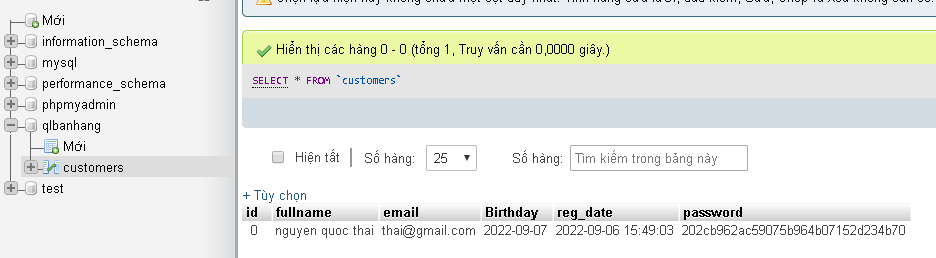 Mới
information_schema
mysql
performance_schema
phpmyadmin
qlbanhang
Mới
customers
test
Hiển thị các hàng 0 - 0 (tổng 1, Truy vấn cần 0,0000 giây.)
SELECT * FROM `customers`
Hiện tất | Số hàng: 25 Số hàng: Tìm kiếm trong bảng này
+ Tùy chọn
id fullname email Birthday reg_date password
0 nguyen quoc thai thai@gmail.com 2022-09-07 2022-09-06 15:49:03 202cb962ac59075b964b07152d234b70